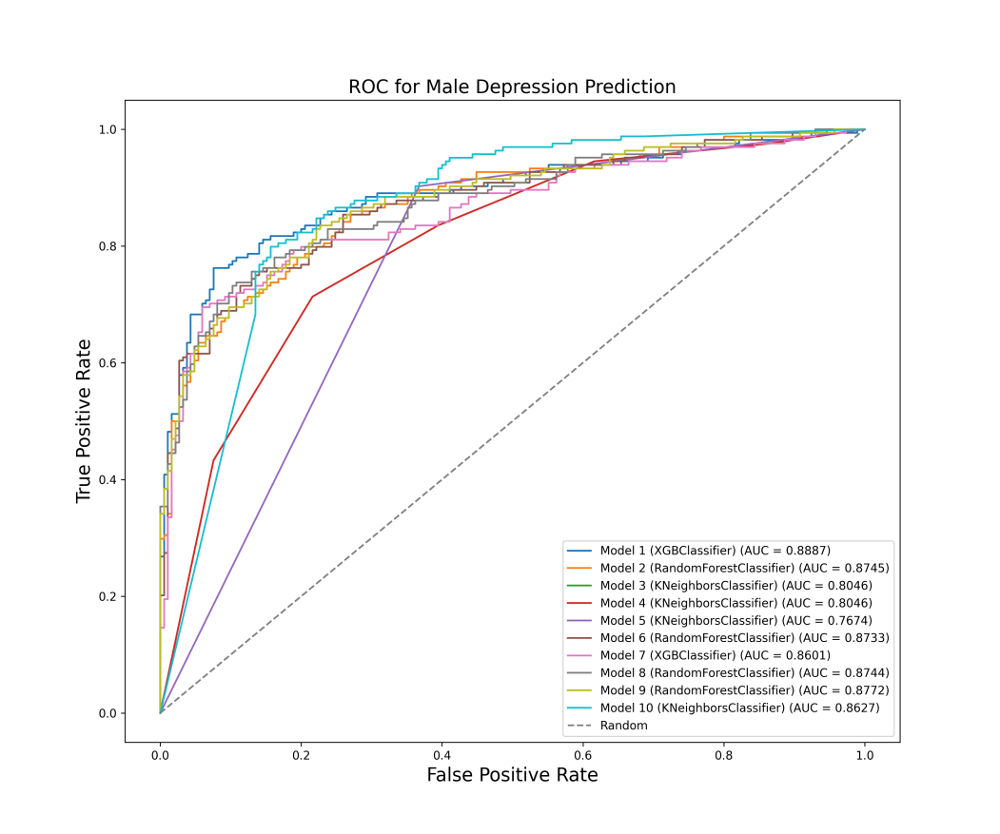 ROC for Male Depression Prediction
True Positive Rate
1.0
0.8
0.6
0.4
0.2
0.0
Model 1 (XGBClassifier) (AUC = 0.8887)
Model 2 (RandomForestClassifier) (AUC = 0.8745)
Model 3 (KNeighborsClassifier) (AUC = 0.8046)
Model 4 (KNeighborsClassifier) (AUC = 0.8046)
Model 5 (KNeighborsClassifier) (AUC = 0.7674)
Model 6 (RandomForestClassifier) (AUC = 0.8733)
Model 7 (XGBClassifier) (AUC = 0.8601)
Model 8 (RandomForestClassifier) (AUC = 0.8744)
Model 9 (RandomForestClassifier) (AUC = 0.8772)
Model 10 (KNeighborsClassifier) (AUC = 0.8627)
Random
0.0 0.2 0.4 0.6 0.8 1.0
False Positive Rate